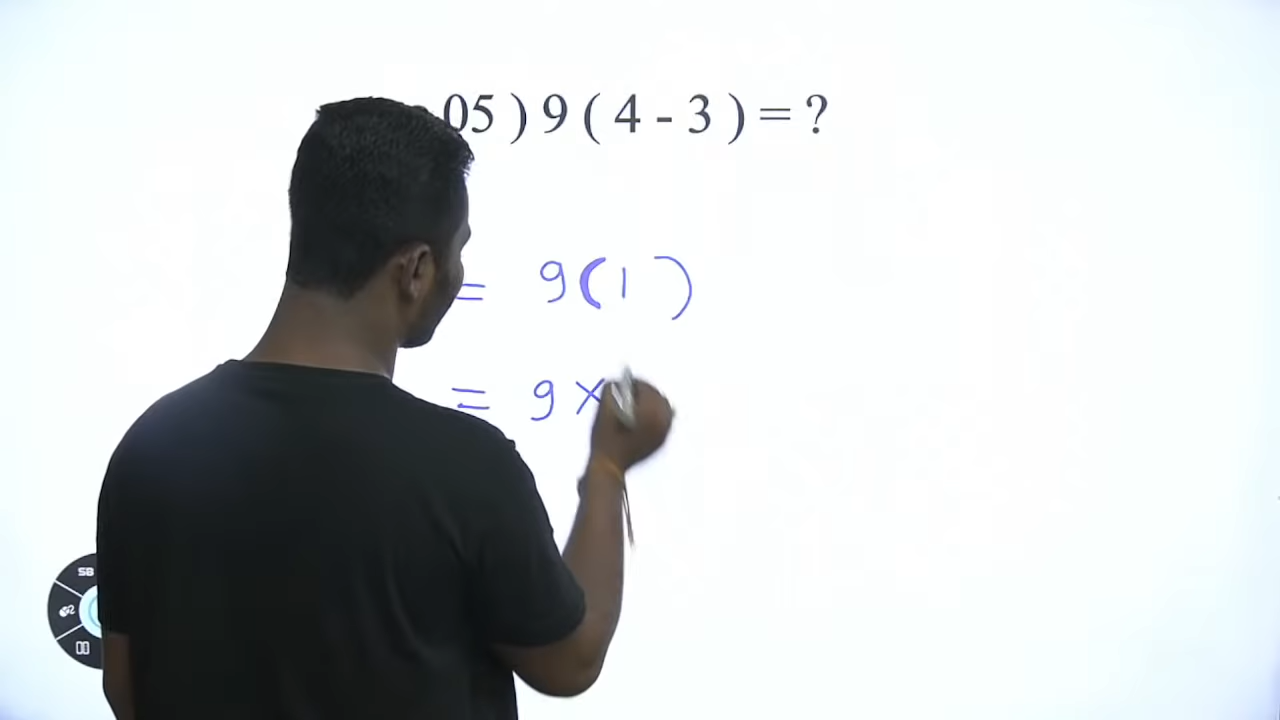 05 ) 9 ( 4 - 3 ) = ?
= 9 ( 1 )
= 9 ×